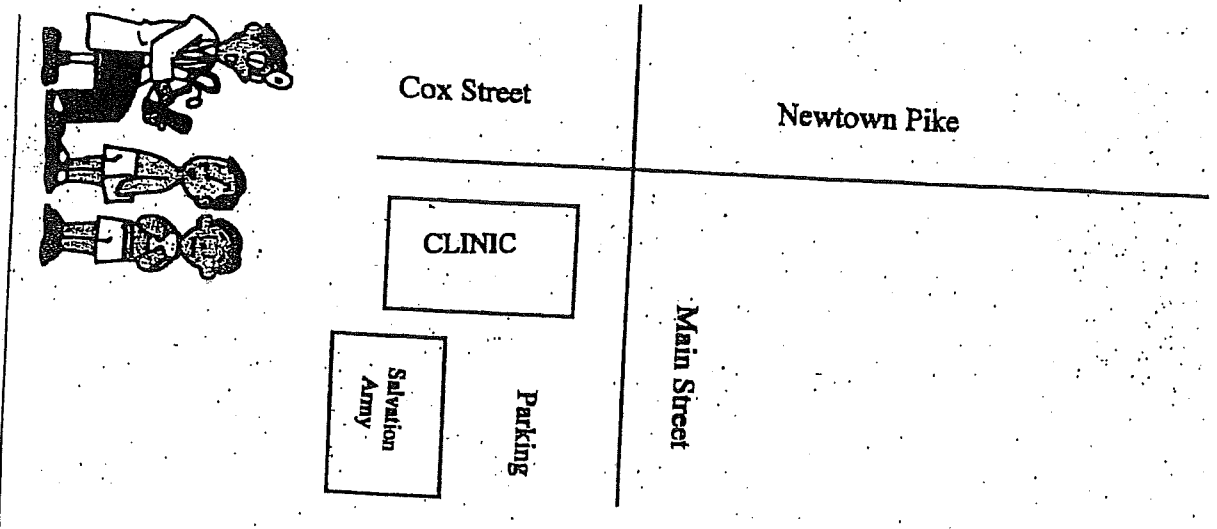 Cox Street
Newtown Pike
CLINIC
Main Street
Salvation
Army
Parking